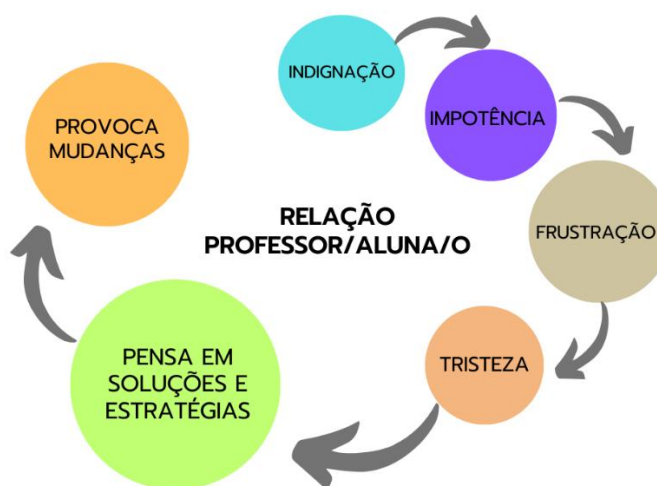 INDIGNAÇÃO
IMPOTÊNCIA
FRUSTRAÇÃO
TRISTEZA
PENSA EM
SOLUÇÕES E
ESTRATÉGIAS
PROVOCA
MUDANÇAS
RELAÇÃO
PROFESSOR/ALUNA/O